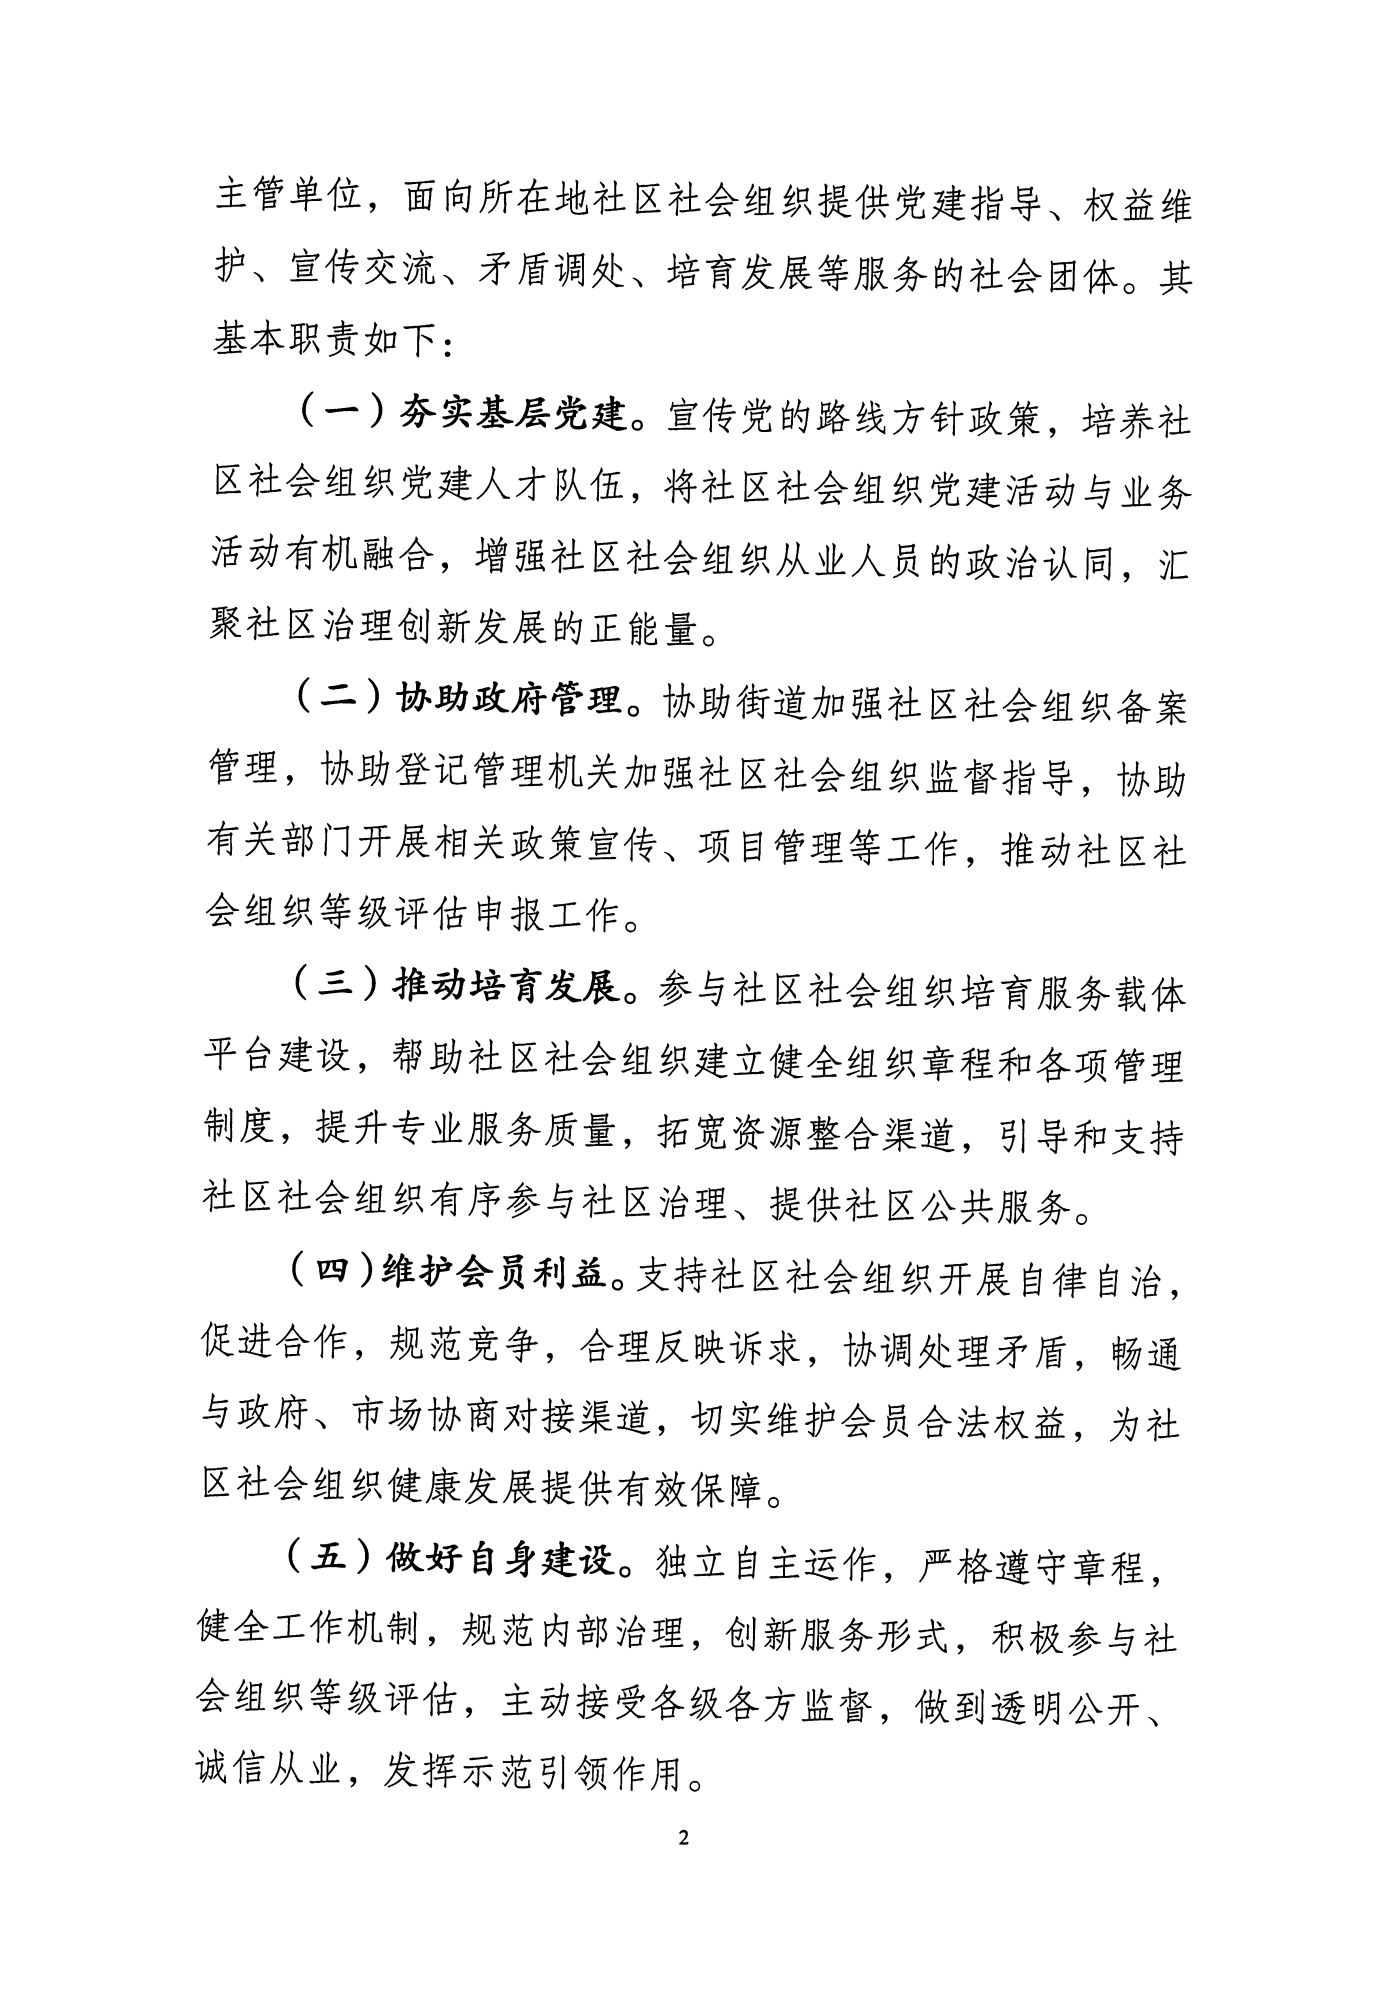 主管单位，面向所在地社区社会组织提供党建指导、权益维
护、宣传交流、矛盾调处、培育发展等服务的社会团体。其
基本职责如下：
（一）夯实基层党建。宣传党的路线方针政策，培养社
区社会组织党建人才队伍，将社区社会组织党建活动与业务
活动有机融合，增强社区社会组织从业人员的政治认同，汇
聚社区治理创新发展的正能量。
（二）协助政府管理。协助街道加强社区社会组织备案
管理，协助登记管理机关加强社区社会组织监督指导，协助
有关部门开展相关政策宣传、项目管理等工作，推动社区社
会组织等级评估申报工作。
（三）推动培育发展。参与社区社会组织培育服务载体
平台建设，帮助社区社会组织建立健全组织章程和各项管理
制度，提升专业服务质量，拓宽资源整合渠道，引导和支持
社区社会组织有序参与社区治理、提供社区公共服务。
（四）维护会员利益。支持社区社会组织开展自律自治，
促进合作，规范竞争，合理反映诉求，协调处理矛盾，畅通
与政府、市场协商对接渠道，切实维护会员合法权益，为社
区社会组织健康发展提供有效保障。
（五）做好自身建设。独立自主运作，严格遵守章程，
健全工作机制，规范内部治理，创新服务形式，积极参与社
会组织等级评估，主动接受各级各方监督，做到透明公开、
诚信从业，发挥示范引领作用。
2